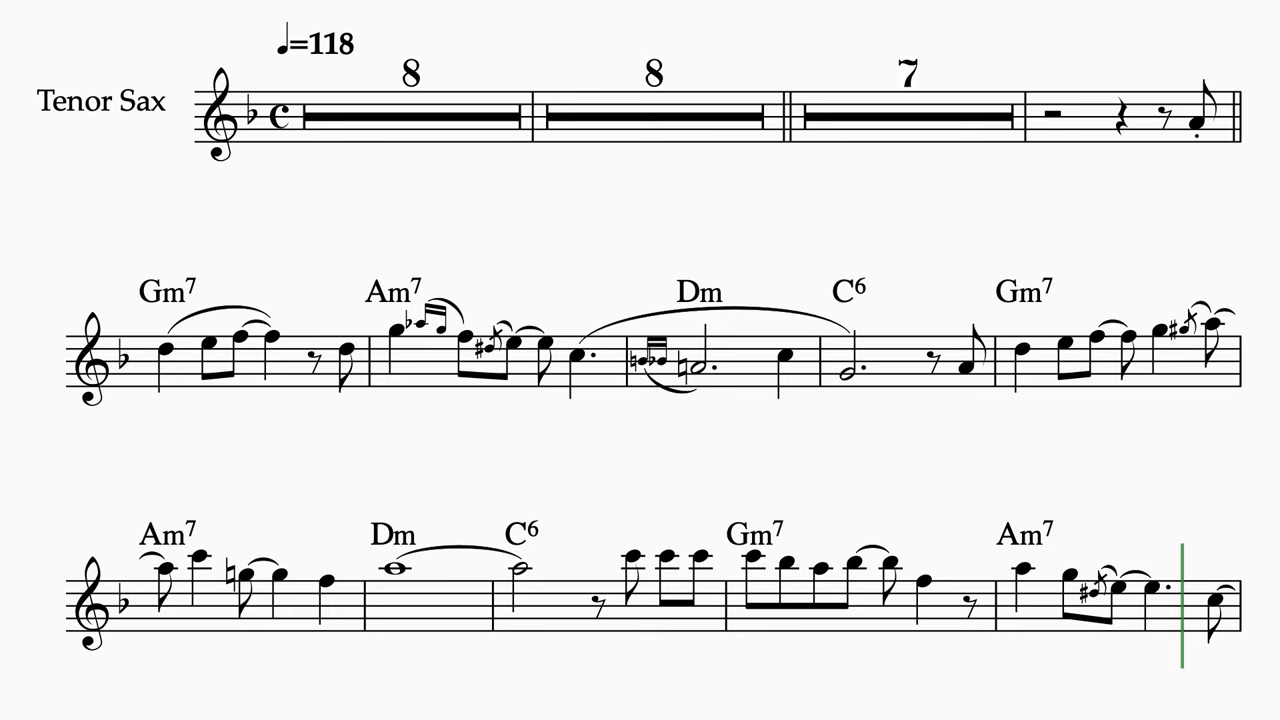 ♩=118
Tenor Sax
8 8 7
Gm7 Am7 Dm C6 Gm7
Am7 Dm C6 Gm7 Am7